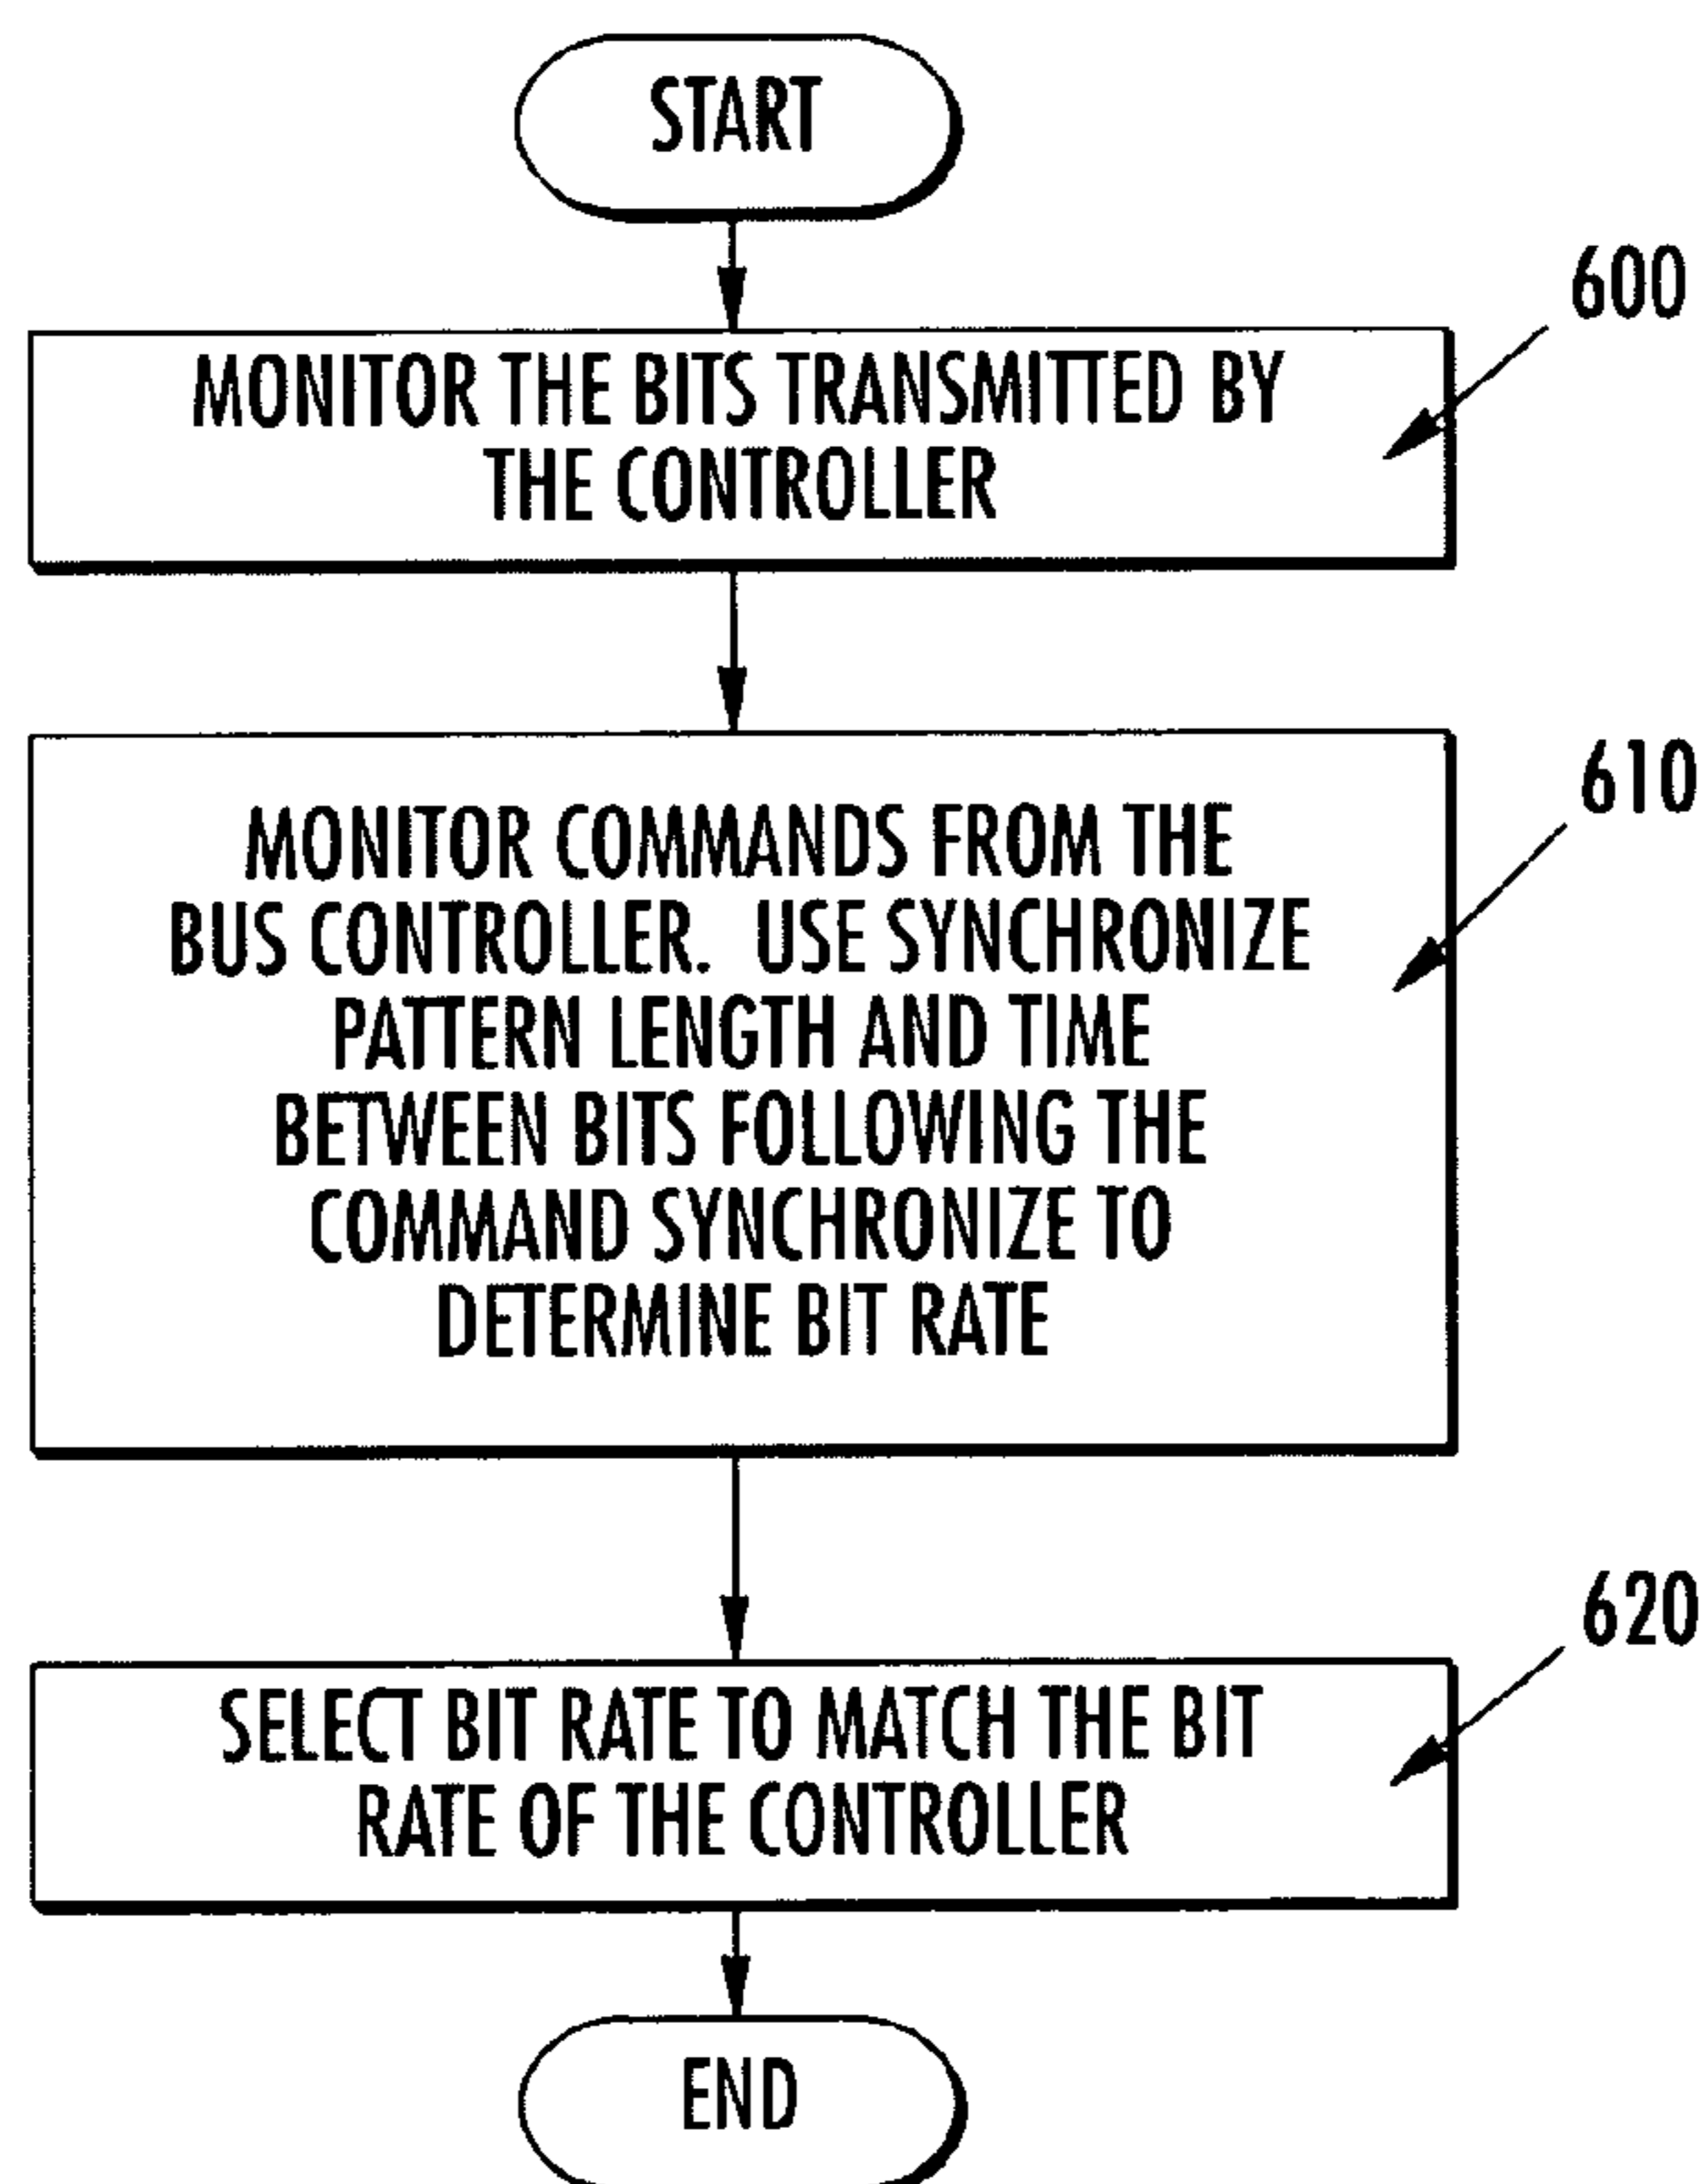 START
600
MONITOR THE BITS TRANSMITTED BY
THE CONTROLLER
610
MONITOR COMMANDS FROM THE
BUS CONTROLLER. USE SYNCHRONIZE
PATTERN LENGTH AND TIME
BETWEEN BITS FOLLOWING THE
COMMAND SYNCHRONIZE TO
DETERMINE BIT RATE
620
SELECT BIT RATE TO MATCH THE BIT
RATE OF THE CONTROLLER
END